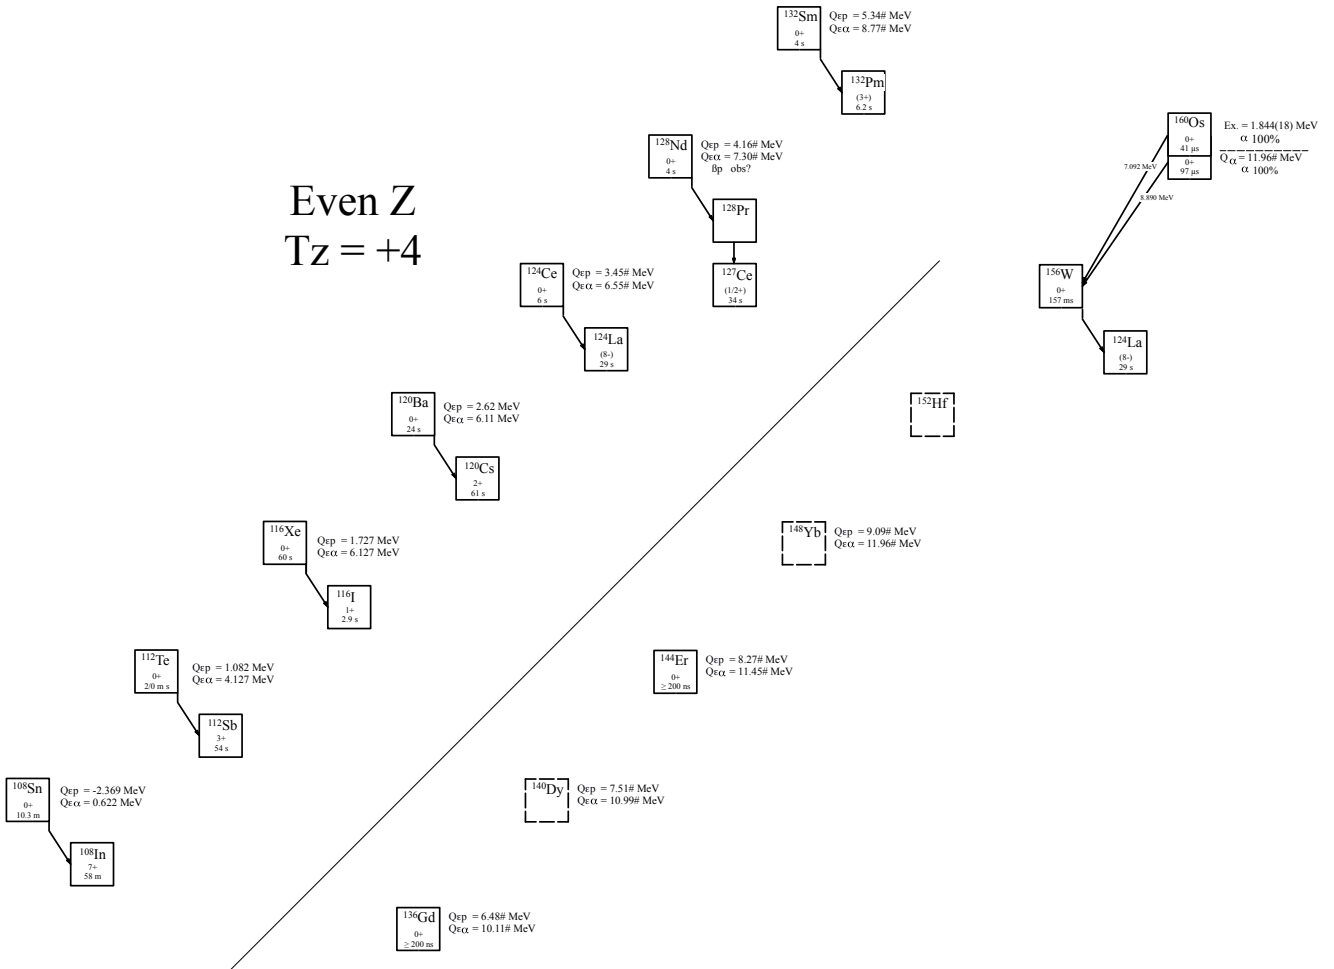 Even Z
Tz = +4
132Sm
0+
4 s
Qεp = 5.34# MeV
Qεα = 8.77# MeV
132Pm
(3+)
6.2 s
128Nd
0+
4 s
Qεp = 4.16# MeV
Qεα = 7.30# MeV
βp obs?
128Pr
127Ce
(1/2+)
34 s
124Ce
0+
6 s
Qεp = 3.45# MeV
Qεα = 6.55# MeV
124La
(8-)
29 s
120Ba
0+
24 s
Qεp = 2.62 MeV
Qεα = 6.11 MeV
120Cs
2+
61 s
116Xe
0+
60 s
Qεp = 1.727 MeV
Qεα = 6.127 MeV
116I
1+
2.9 s
112Te
0+
2/0 m s
Qεp = 1.082 MeV
Qεα = 4.127 MeV
112Sb
3+
54 s
108Sn
0+
10.3 m
Qεp = -2.369 MeV
Qεα = 0.622 MeV
108In
7+
58 m
160Os
0+
41 μs
0+
97 μs
Ex. = 1.844(18) MeV
α 100%
Qα = 11.96# MeV
α 100%
7.092 MeV
8.890 MeV
156W
0+
157 ms
124La
(8-)
29 s
152Hf
148Yb
Qεp = 9.09# MeV
Qεα = 11.96# MeV
144Er
0+
≥ 200 ns
Qεp = 8.27# MeV
Qεα = 11.45# MeV
140Dy
Qεp = 7.51# MeV
Qεα = 10.99# MeV
136Gd
0+
≥ 200 ns
Qεp = 6.48# MeV
Qεα = 10.11# MeV